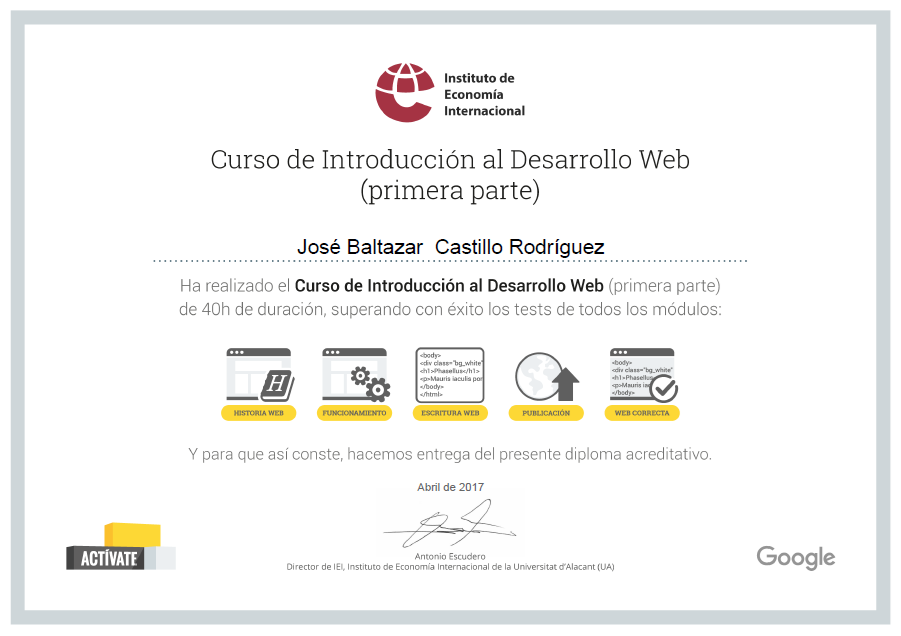 Instituto de
Economía
Internacional
Curso de Introducción al Desarrollo Web
(primera parte)
José Baltazar Castillo Rodríguez
Ha realizado el Curso de Introducción al Desarrollo Web (primera parte)
de 40h de duración, superando con éxito los tests de todos los módulos:
H
<body>
<div class="bg_white"
<h1>Phasellus</h1>
<p>Mauris iaculis por
</body>
</html>
<body>
<div class="bg_white"
<h1>Phasellus
<p>Mauris ia
</body>
HISTORIA WEB
FUNCIONAMIENTO
ESCRITURA WEB
PUBLICACIÓN
WEB CORRECTA
Y para que así conste, hacemos entrega del presente diploma acreditativo.
Abril de 2017
Antonio Escudero
Director de IEI, Instituto de Economía Internacional de la Universitat d'Alacant (UA)
ACTÍVATE
Google